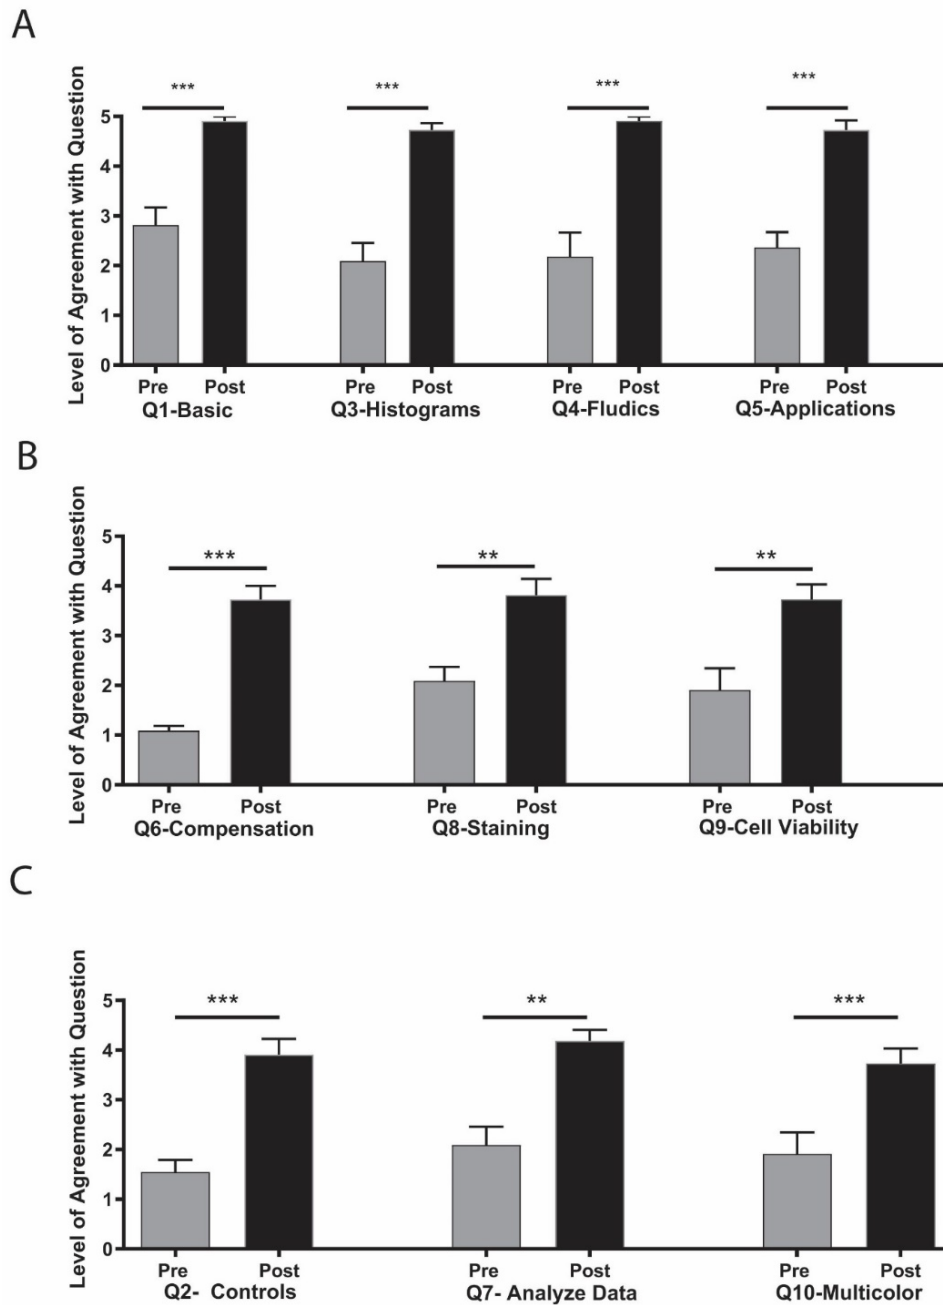 A
Level of Agreement with Question
5
4
3
2
1
0
*** *** *** ***
Pre Post Pre Post Pre Post Pre Post
Q1-Basic Q3-Histograms Q4-Fludics Q5-Applications
B
Level of Agreement with Question
5
4
3
2
1
0
*** ** **
Pre Post Pre Post Pre Post
Q6-Compensation Q8-Staining Q9-Cell Viability
C
Level of Agreement with Question
5
4
3
2
1
0
*** ** ***
Pre Post Pre Post Pre Post
Q2- Controls Q7- Analyze Data Q10-Multicolor